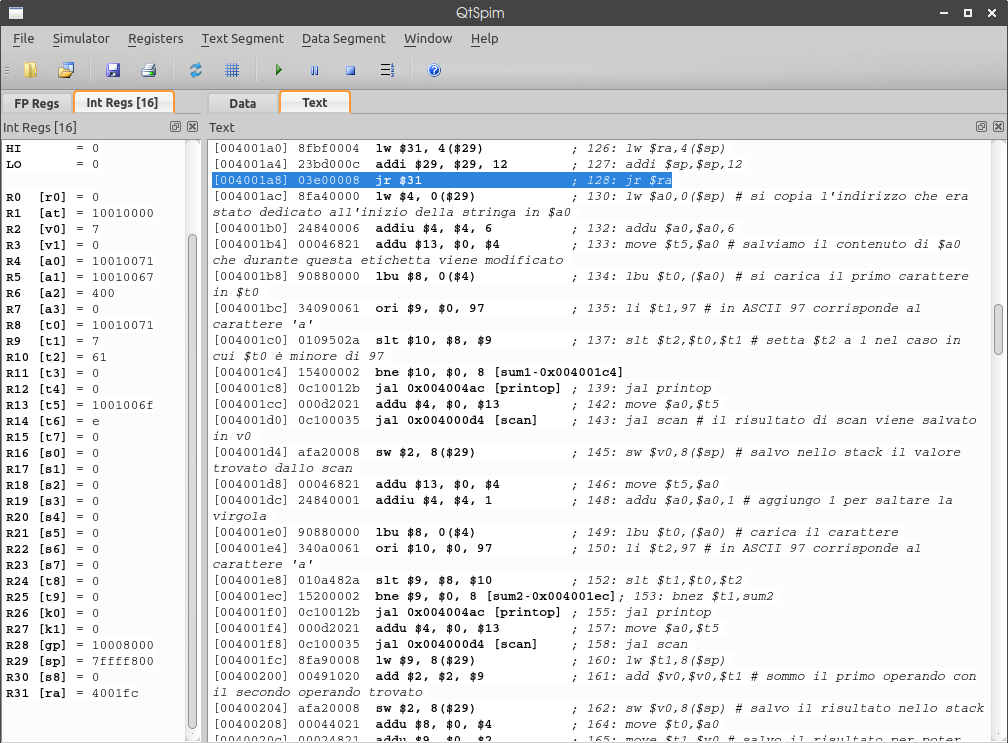 QtSpim
File Simulator Registers Text Segment Data Segment Window Help
FP Regs Int Regs [16] Data Text
Int Regs [16]
HI = 0
LO = 0
R0 [r0] = 0
R1 [at] = 10010000
R2 [v0] = 7
R3 [v1] = 0
R4 [a0] = 10010071
R5 [a1] = 10010067
R6 [a2] = 400
R7 [a3] = 0
R8 [t0] = 10010071
R9 [t1] = 7
R10 [t2] = 61
R11 [t3] = 0
R12 [t4] = 0
R13 [t5] = 1001006f
R14 [t6] = e
R15 [t7] = 0
R16 [s0] = 0
R17 [s1] = 0
R18 [s2] = 0
R19 [s3] = 0
R20 [s4] = 0
R21 [s5] = 0
R22 [s6] = 0
R23 [s7] = 0
R24 [t8] = 0
R25 [t9] = 0
R26 [k0] = 0
R27 [k1] = 0
R28 [gp] = 10008000
R29 [sp] = 7ffff800
R30 [s8] = 0
R31 [ra] = 4001fc
Text
[004001a0] 8fbf0004 lw $31, 4($29) ; 126: lw $ra,4($sp)
[004001a4] 23bd000c addi $29, $29, 12 ; 127: addi $sp,$sp,12
[004001a8] 03e00008 jr $31 ; 128: jr $ra
[004001ac] 8fa40000 lw $4, 0($29) ; 130: lw $a0,0($sp) # si copia l'indirizzo che era
stato dedicato all'inizio della stringa in $a0
[004001b0] 24840006 addiu $4, $4, 6 ; 132: addu $a0,$a0,6
[004001b4] 00046821 addu $13, $0, $4 ; 133: move $t5,$a0 # salviamo il contenuto di $a0
che durante questa etichetta viene modificato
[004001b8] 90880000 lbu $8, 0($4) ; 134: lbu $t0,($a0) # si carica il primo carattere
in $t0
[004001bc] 34090061 ori $9, $0, 97 ; 135: li $t1,97 # in ASCII 97 corrisponde al
carattere 'a'
[004001c0] 0109502a slt $10, $8, $9 ; 137: slt $t2,$t0,$t1 # setta $t2 a 1 nel caso in
cui $t0 è minore di 97
[004001c4] 15400002 bne $10, $0, 8 [sum1-0x004001c4]
[004001c8] 0c10012b jal 0x004004ac [printop] ; 139: jal printop
[004001cc] 000d2021 addu $4, $0, $13 ; 142: move $a0,$t5
[004001d0] 0c100035 jal 0x004000d4 [scan] ; 143: jal scan # il risultato di scan viene salvato
in v0
[004001d4] afa20008 sw $2, 8($29) ; 145: sw $v0,8($sp) # salvo nello stack il valore
trovato dallo scan
[004001d8] 00046821 addu $13, $0, $4 ; 146: move $t5,$a0
[004001dc] 24840001 addiu $4, $4, 1 ; 148: addu $a0,$a0,1 # aggiungo 1 per saltare la
virgola
[004001e0] 90880000 lbu $8, 0($4) ; 149: lbu $t0,($a0) # carica il carattere
[004001e4] 340a0061 ori $10, $0, 97 ; 150: li $t2,97 # in ASCII 97 corrisponde al
carattere 'a'
[004001e8] 010a482a slt $9, $8, $10 ; 152: slt $t1,$t0,$t2
[004001ec] 15200002 bne $9, $0, 8 [sum2-0x004001ec]; 153: bnez $t1,sum2
[004001f0] 0c10012b jal 0x004004ac [printop] ; 155: jal printop
[004001f4] 000d2021 addu $4, $0, $13 ; 157: move $a0,$t5
[004001f8] 0c100035 jal 0x004000d4 [scan] ; 158: jal scan
[004001fc] 8fa90008 lw $9, 8($29) ; 160: lw $t1,8($sp)
[00400200] 00491020 add $2, $2, $9 ; 161: add $v0,$v0,$t1 # sommo il primo operando con
il secondo operando trovato
[00400204] afa20008 sw $2, 8($29) ; 162: sw $v0,8($sp) # salvo il risultato nello stack
[00400208] 00044021 addu $8, $0, $4 ; 164: move $t0,$a0
[0040020c] 00024821 addu $9, $0, $2 ; 165: move $t1,$v0 # salvo il risultato per poter